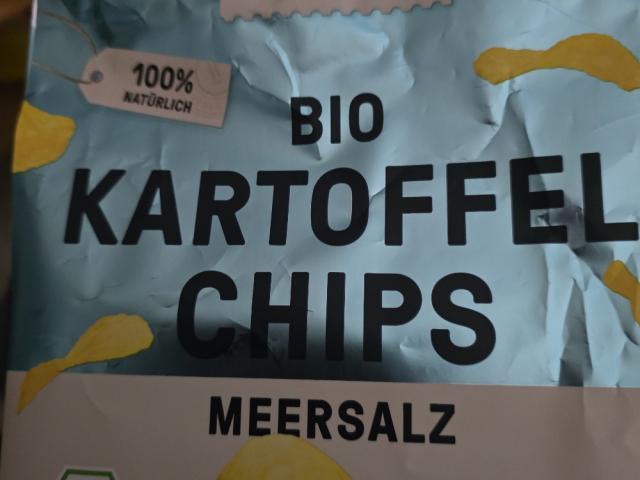 100%
NATÜRLICH
BIO
KARTOFFEL
CHIPS
MEERSALZ